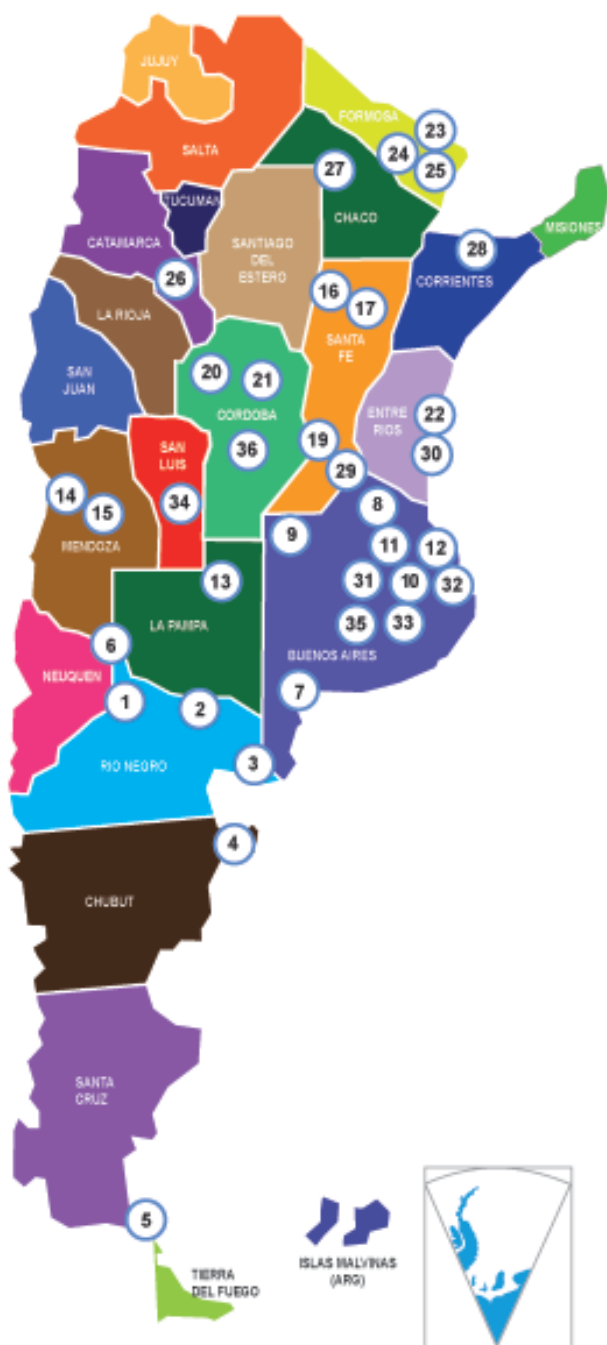 JUJUY
FORMOSA
23
SALTA
24
25
27
TUCUMAN
CHACO
MISIONES
CATAMARCA
SANTIAGO
DEL
ESTERO
28
CORRIENTES
26
16
17
LA RIOJA
SANTA
FE
SAN
JUAN
20
21
CORDOBA
ENTRE
RIOS
22
36
19
30
SAN
LUIS
29
14
15
34
8
MENDOZA
9
11
12
13
31
10
32
LA PAMPA
35
33
6
BUENOS AIRES
NEUQUEN
1
2
7
RIO NEGRO
3
4
CHUBUT
SANTA
CRUZ
5
ISLAS MALVINAS
(ARG)
TIERRA
DEL FUEGO